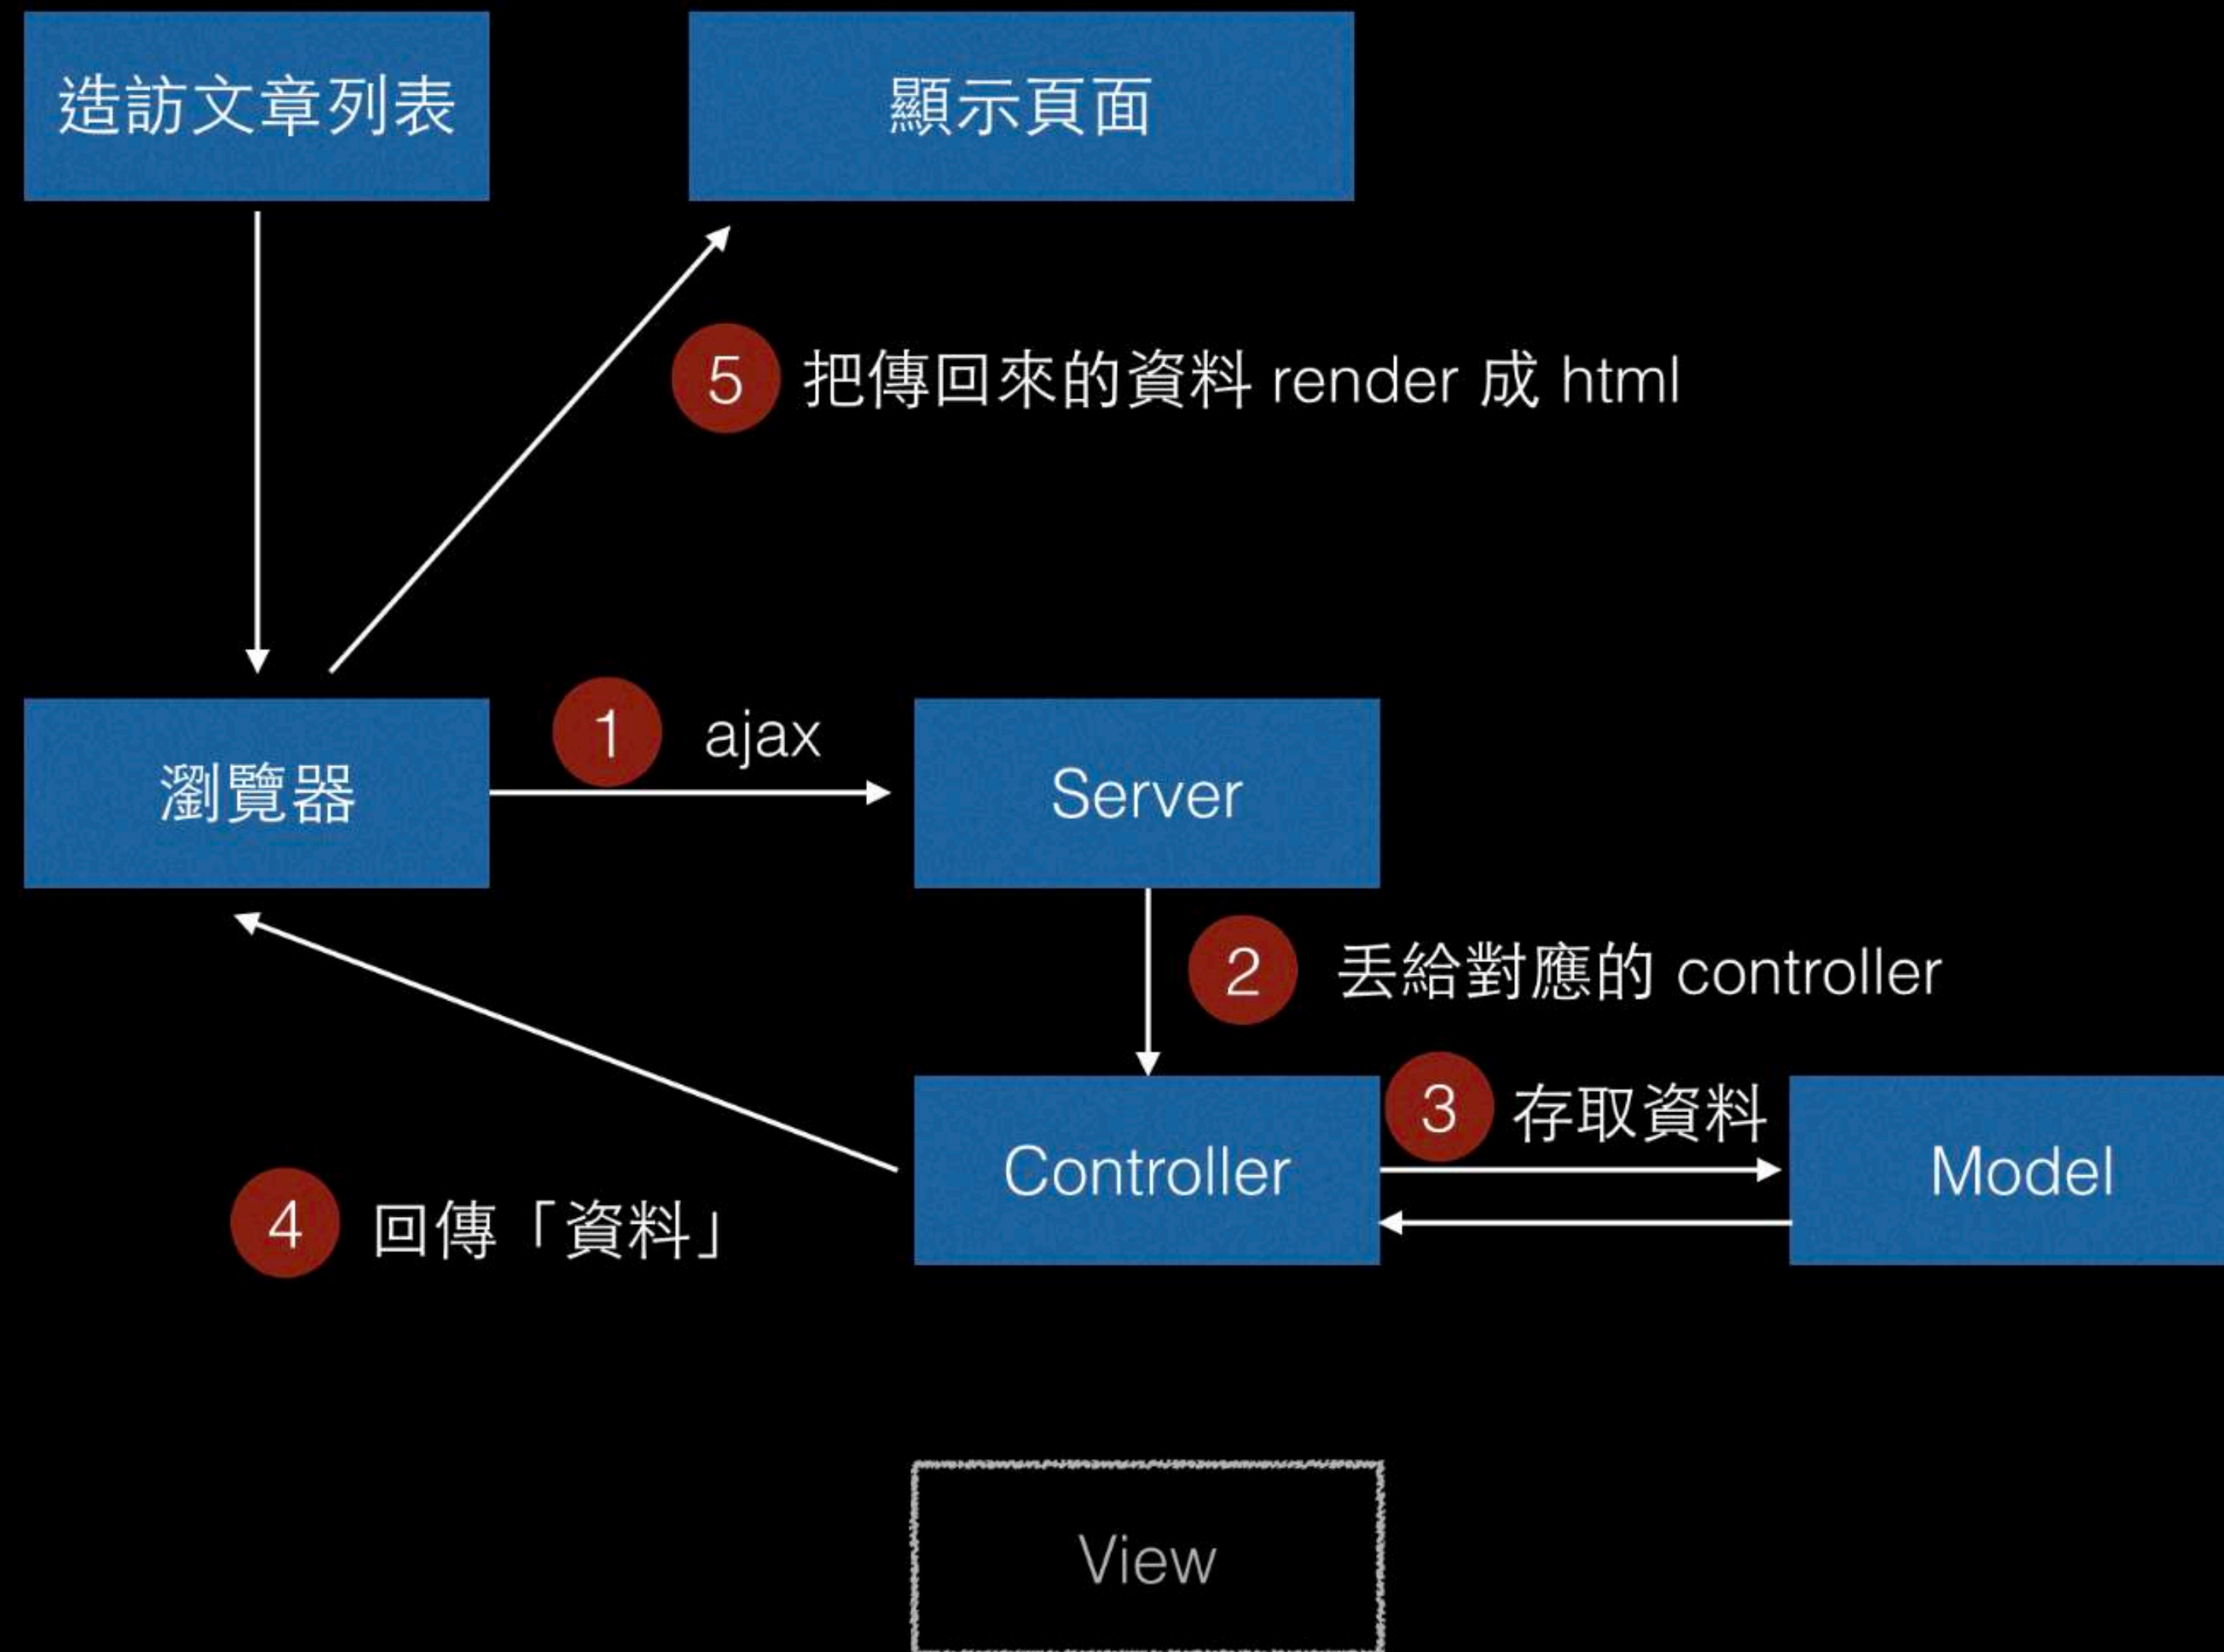 造訪文章列表
顯示頁面
5 把傳回來的資料 render 成 html
1 ajax
瀏覽器
Server
2 丟給對應的 controller
3 存取資料
Controller
Model
4 回傳「資料」
View